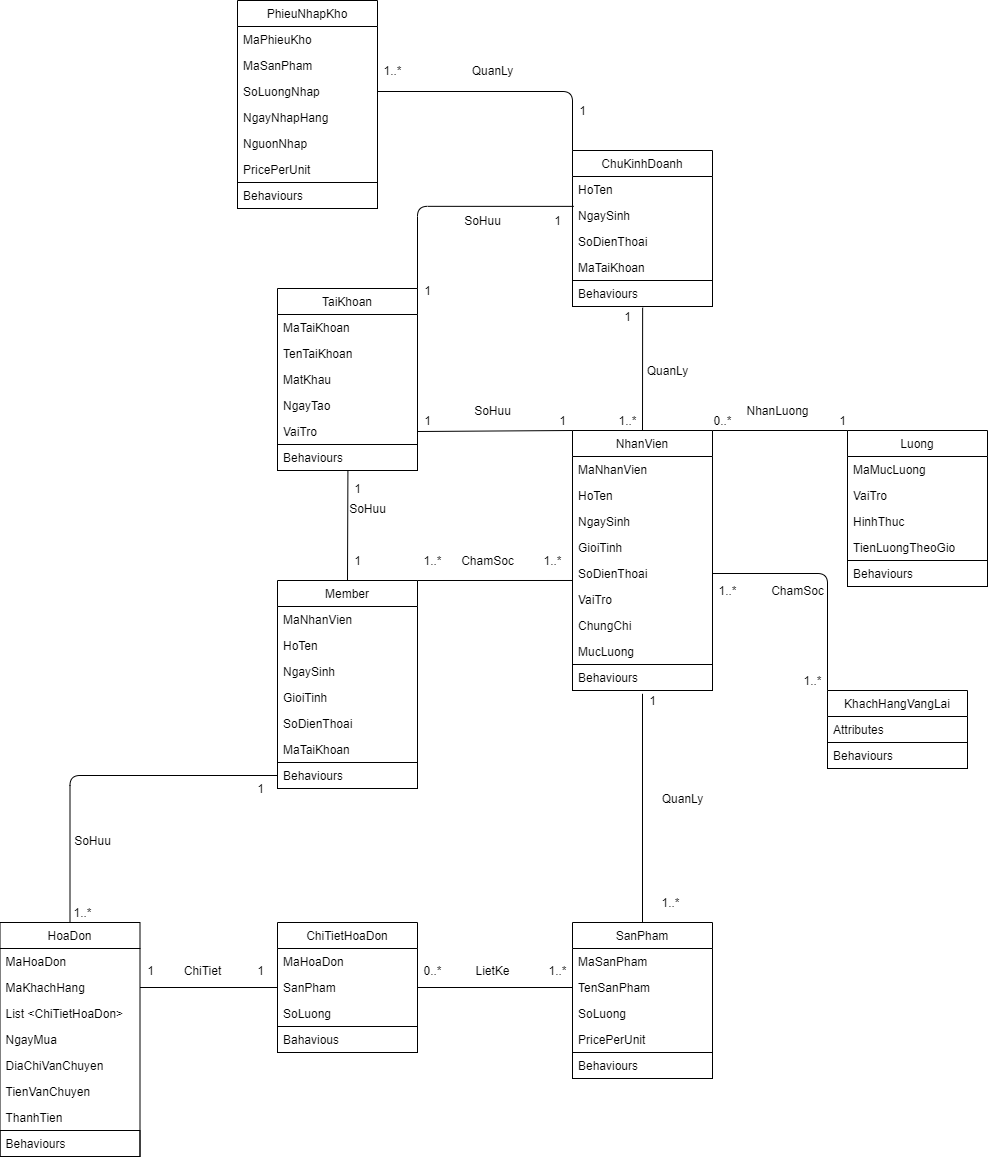 PhieuNhapKho
MaPhieuKho
MaSanPham
SoLuongNhap
NgayNhapHang
NguonNhap
PricePerUnit
Behaviours
1..*
QuanLy
1
ChuKinhDoanh
HoTen
NgaySinh
SoDienThoai
MaTaiKhoan
Behaviours
SoHuu
1
1
TaiKhoan
MaTaiKhoan
TenTaiKhoan
MatKhau
NgayTao
VaiTro
Behaviours
1
QuanLy
1..*
1
SoHuu
1
0..*
NhanLuong
1
NhanVien
MaNhanVien
HoTen
NgaySinh
GioiTinh
SoDienThoai
VaiTro
ChungChi
MucLuong
Behaviours
Luong
MaMucLuong
VaiTro
HinhThuc
TienLuongTheoGio
Behaviours
1
SoHuu
1
1..*
ChamSoc
1..*
1..*
ChamSoc
1..*
Member
MaNhanVien
HoTen
NgaySinh
GioiTinh
SoDienThoai
MaTaiKhoan
Behaviours
KhachHangVangLai
Attributes
Behaviours
1
QuanLy
1..*
1
SoHuu
1..*
HoaDon
MaHoaDon
MaKhachHang
List <ChiTietHoaDon>
NgayMua
DiaChiVanChuyen
TienVanChuyen
ThanhTien
Behaviours
1
ChiTiet
1
ChiTietHoaDon
MaHoaDon
SanPham
SoLuong
Bahavious
0..*
LietKe
1..*
SanPham
MaSanPham
TenSanPham
SoLuong
PricePerUnit
Behaviours